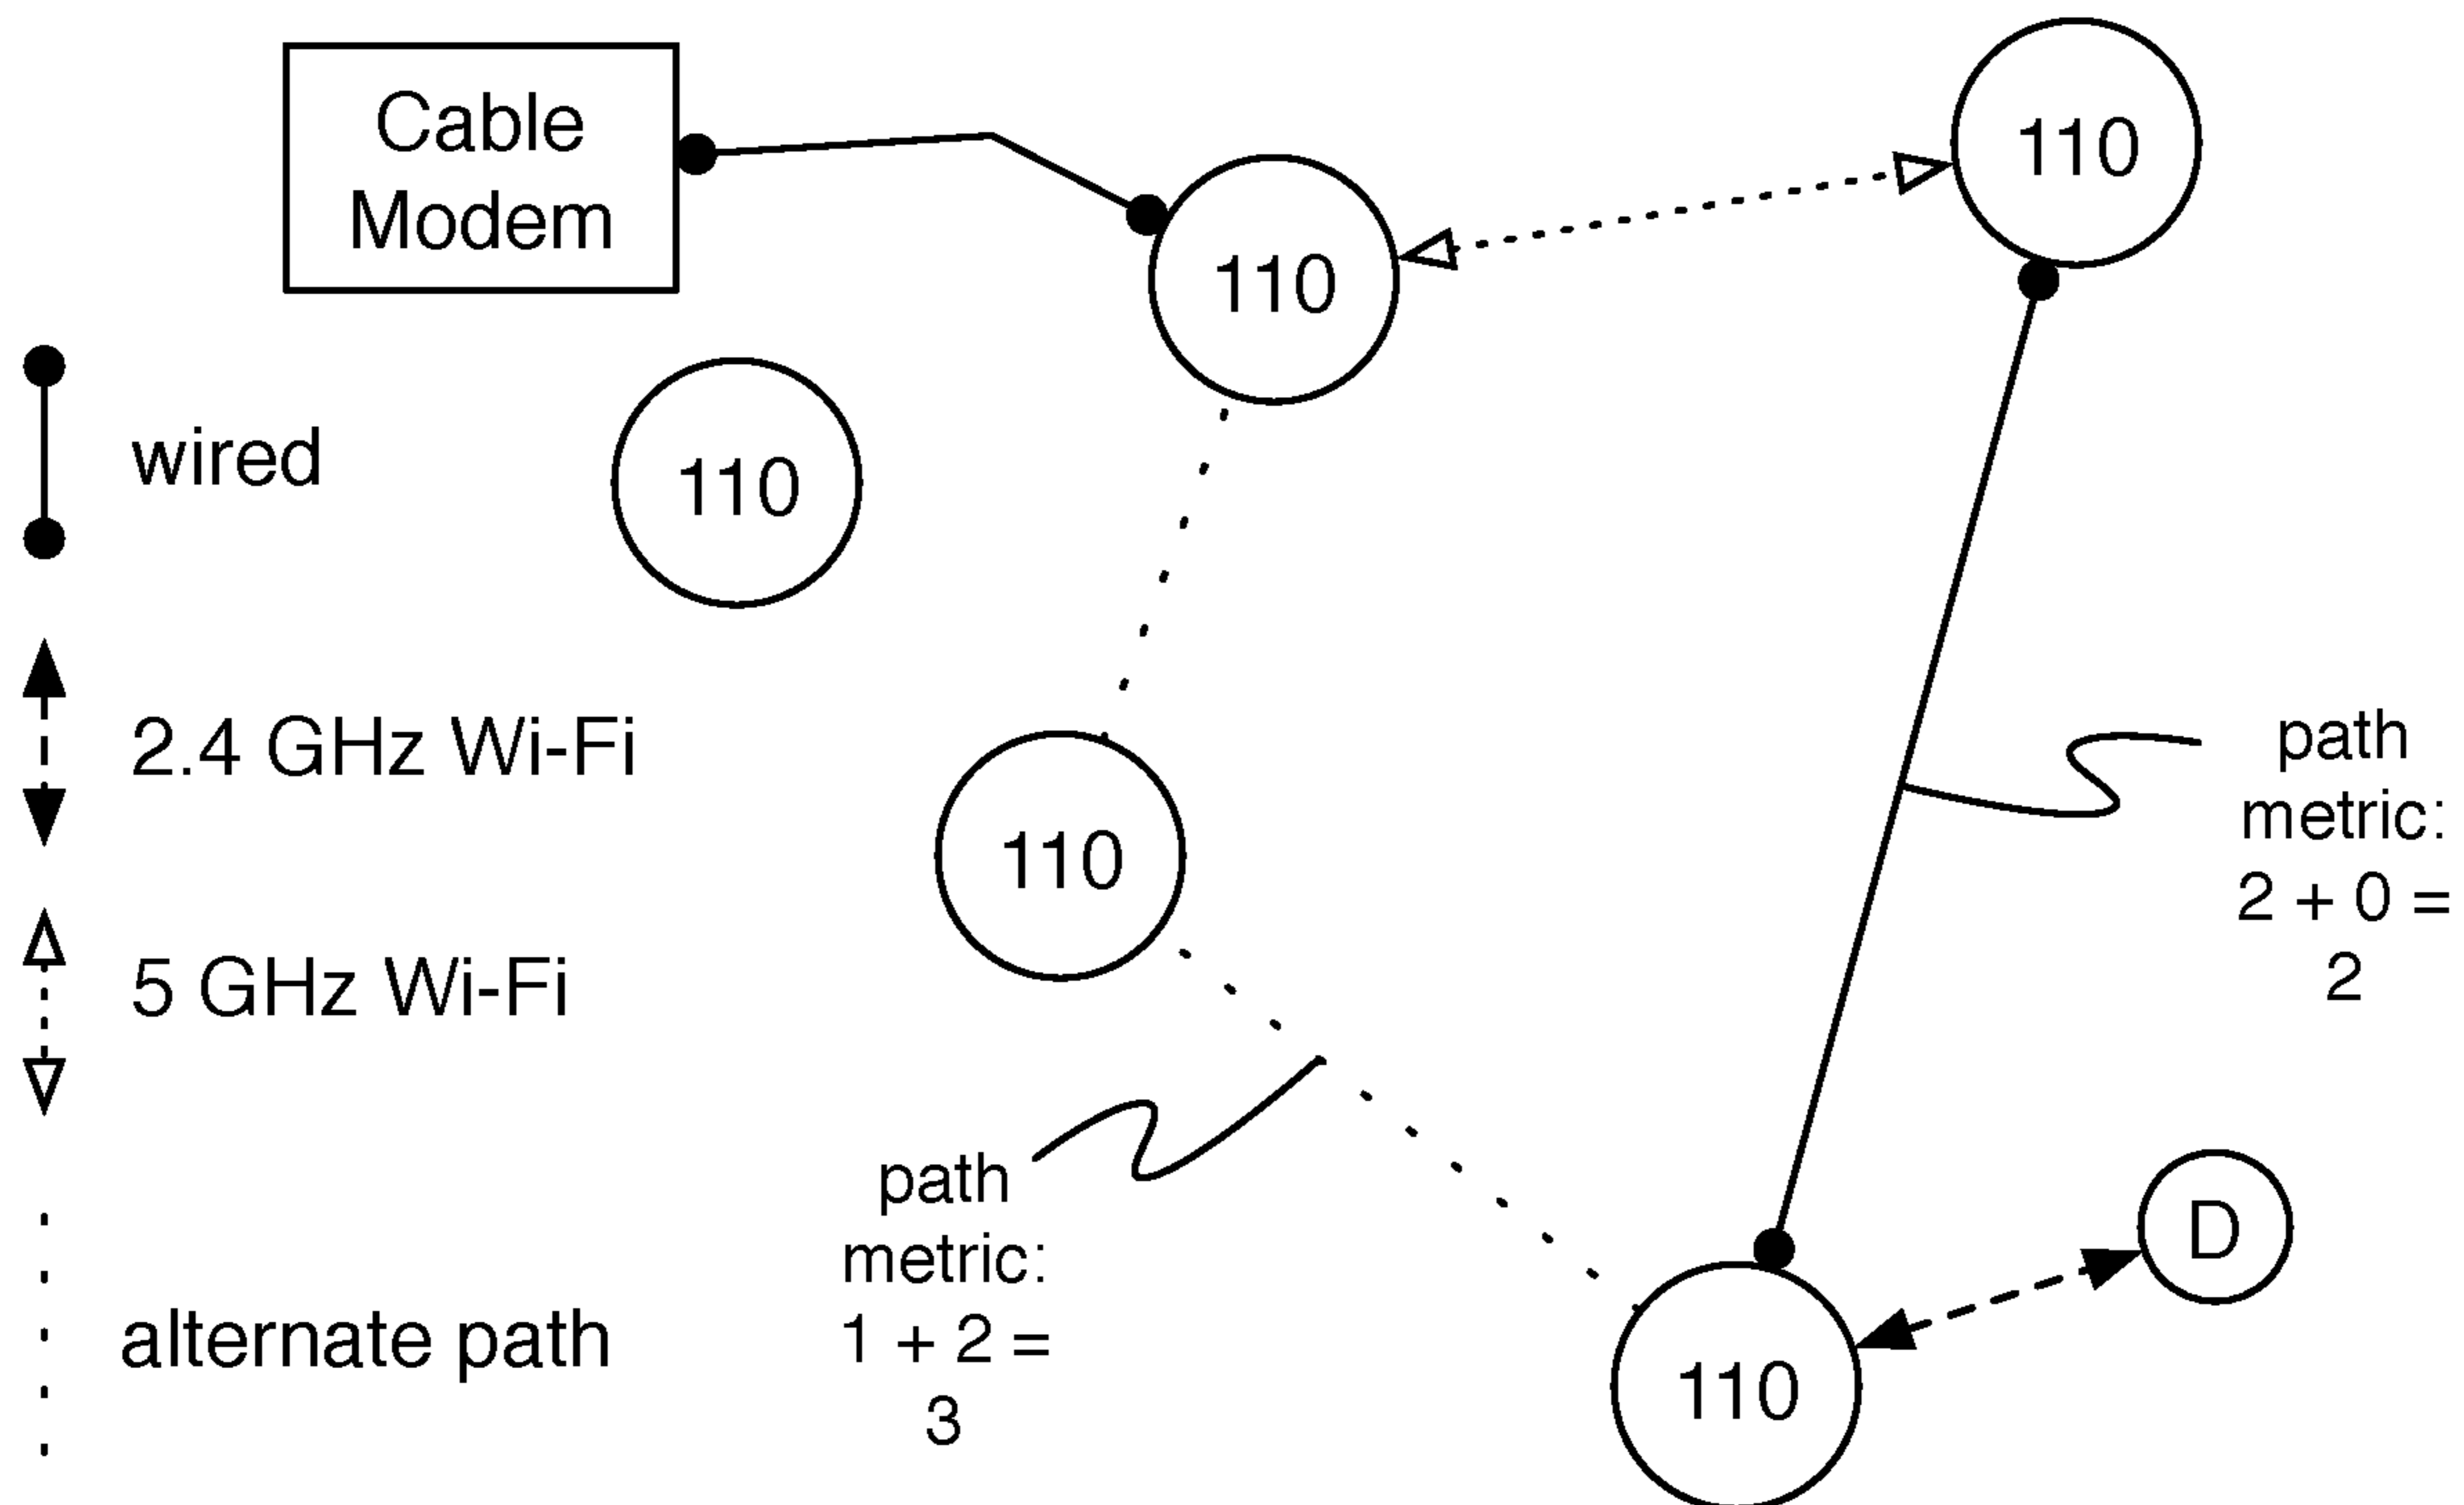 Cable
Modem
110
110
wired
110
2.4 GHz Wi-Fi
path
metric:
2 + 0 =
2
110
5 GHz Wi-Fi
path
metric:
1 + 2 =
3
D
alternate path
110